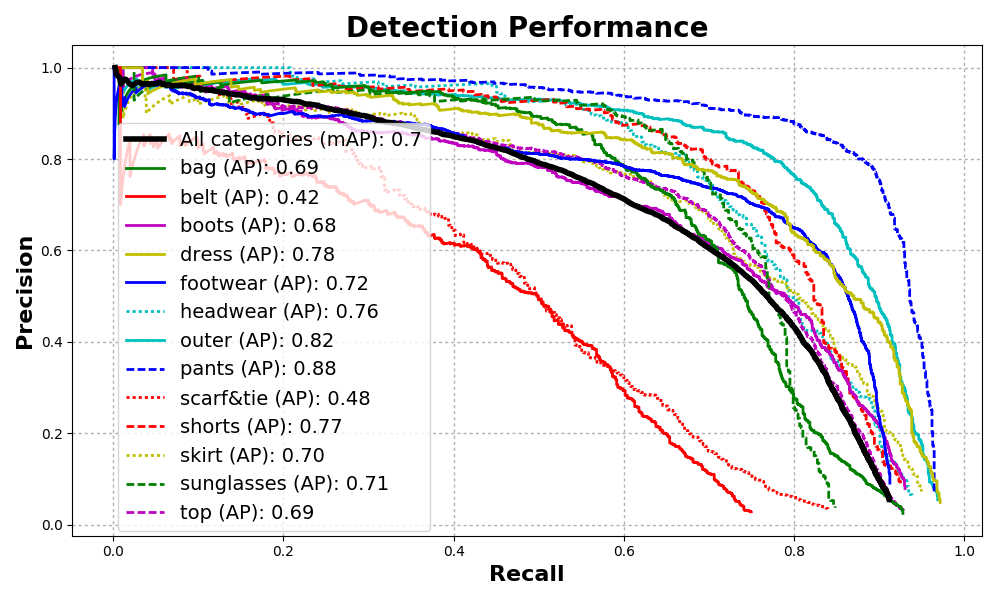 Detection Performance
Precision
1.0
0.8
0.6
0.4
0.2
0.0
All categories (mAP): 0.7
bag (AP): 0.69
belt (AP): 0.42
boots (AP): 0.68
dress (AP): 0.78
footwear (AP): 0.72
headwear (AP): 0.76
outer (AP): 0.82
pants (AP): 0.88
scarf&tie (AP): 0.48
shorts (AP): 0.77
skirt (AP): 0.70
sunglasses (AP): 0.71
top (AP): 0.69
0.0 0.2 0.4 0.6 0.8 1.0
Recall